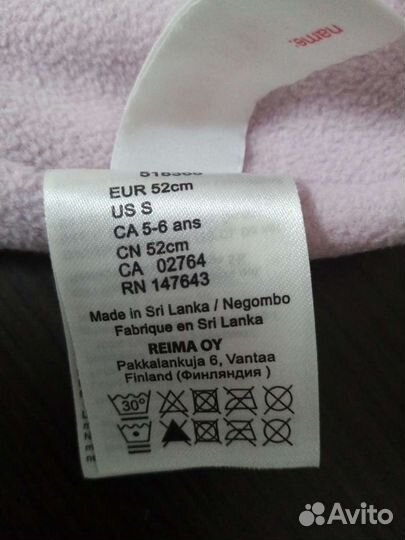 name:
EUR 52cm
US S
CA 5-6 ans
CN 52cm
CA 02764
RN 147643
Made in Sri Lanka / Negombo
Fabrique en Sri Lanka
REIMA OY
Pakkalankuja 6, Vantaa
Finland (Финляндия )
30°
Avito